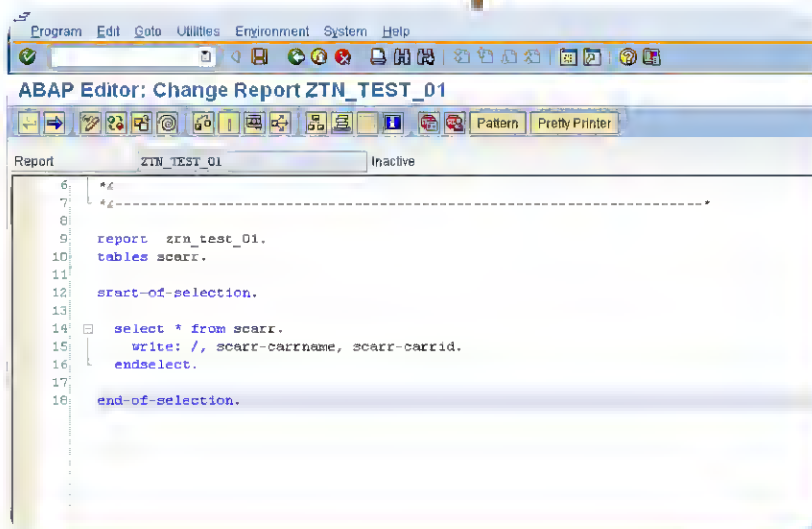 Program Edit Goto Utilities Environment System Help
ABAP Editor: Change Report ZTN_TEST_01
Pattern Pretty Printer
Report ZTN_TEST_01 Inactive
6 *&
7 *&---------------------------------------------------------------------*
8
9 report ztn_test_01.
10 tables scarr.
11
12 start-of-selection.
13
14 select * from scarr.
15 write: /, scarr-carrname, scarr-carrid.
16 endselect.
17
18 end-of-selection.